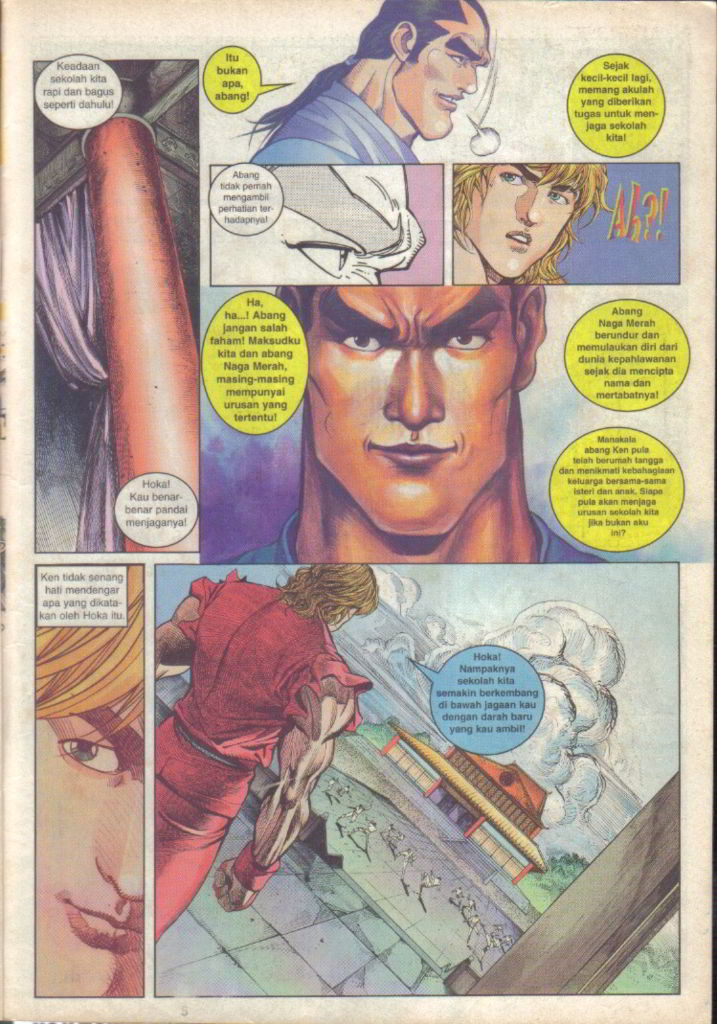 Keadaan
sekolah kita
rapi dan bagus
seperti dahulu!
Hoka!
Kau benar-
benar pandai
menjaganya!
Itu
bukan
apa,
abang!
Sejak
kecil-kecil lagi,
memang akulah
yang diberikan
tugas untuk men-
jaga sekolah
kita!
Abang
tidak pernah
mengambil
perhatian ter-
hadapnya!
Ah?!
Ha,
ha...! Abang
jangan salah
faham! Maksudku
kita dan abang
Naga Merah,
masing-masing
mempunyai
urusan yang
tertentu!
Abang
Naga Merah
berundur dan
memulaukan diri dari
dunia kepahlawanan
sejak dia mencipta
nama dan
mertabatnya!
Manakala
abang Ken pula
telah berumah tangga
dan menikmati kebahagiaan
keluarga bersama-sama
isteri dan anak. Siapa
pula akan menjaga
urusan sekolah kita
jika bukan aku
ini?
Ken tidak senang
hati mendengar
apa yang dikata-
kan oleh Hoka itu.
Hoka!
Nampaknya
sekolah kita
semakin berkembang
di bawah jagaan kau
dengan darah baru
yang kau ambil!
5